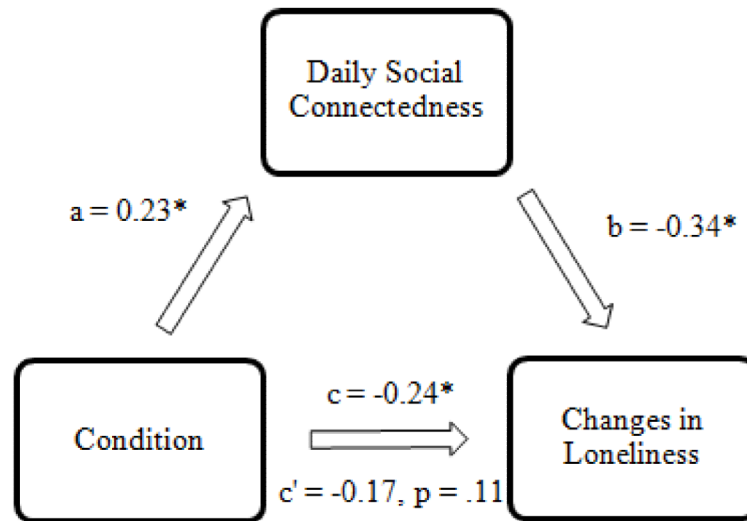 Daily Social
Connectedness
a = 0.23*
b = -0.34*
Condition
c = -0.24*
c' = -0.17, p = .11
Changes in
Loneliness